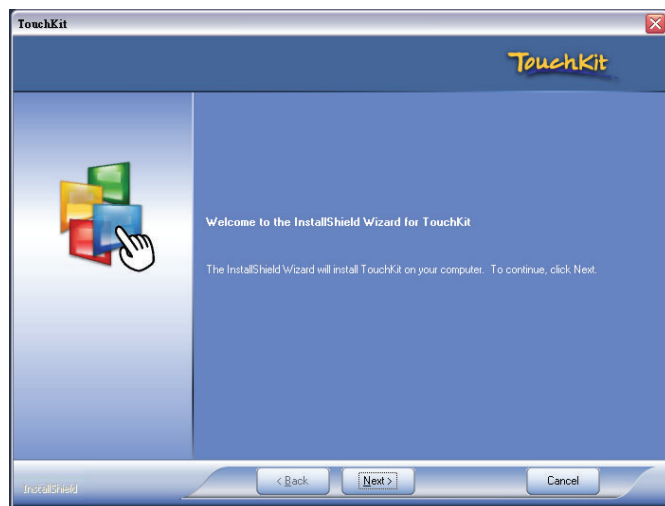 TouchKit
TouchKit
Welcome to the InstallShield Wizard for TouchKit
The InstallShield Wizard will install TouchKit on your computer. To continue, click Next.
InstallShield
< Back
Next >
Cancel